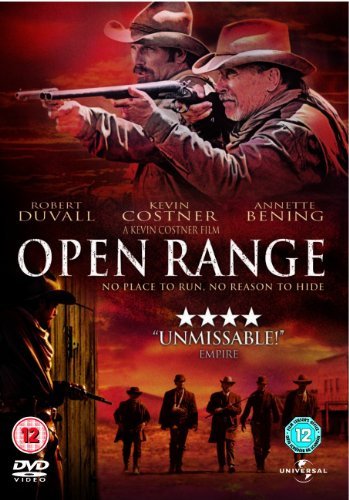 ROBERT KEVIN ANNETTE
DUVALL COSTNER BENING
A KEVIN COSTNER FILM
OPEN RANGE
NO PLACE TO RUN, NO REASON TO HIDE
"UNMISSABLE!"
EMPIRE
12
12
DVD
VIDEO
UNIVERSAL